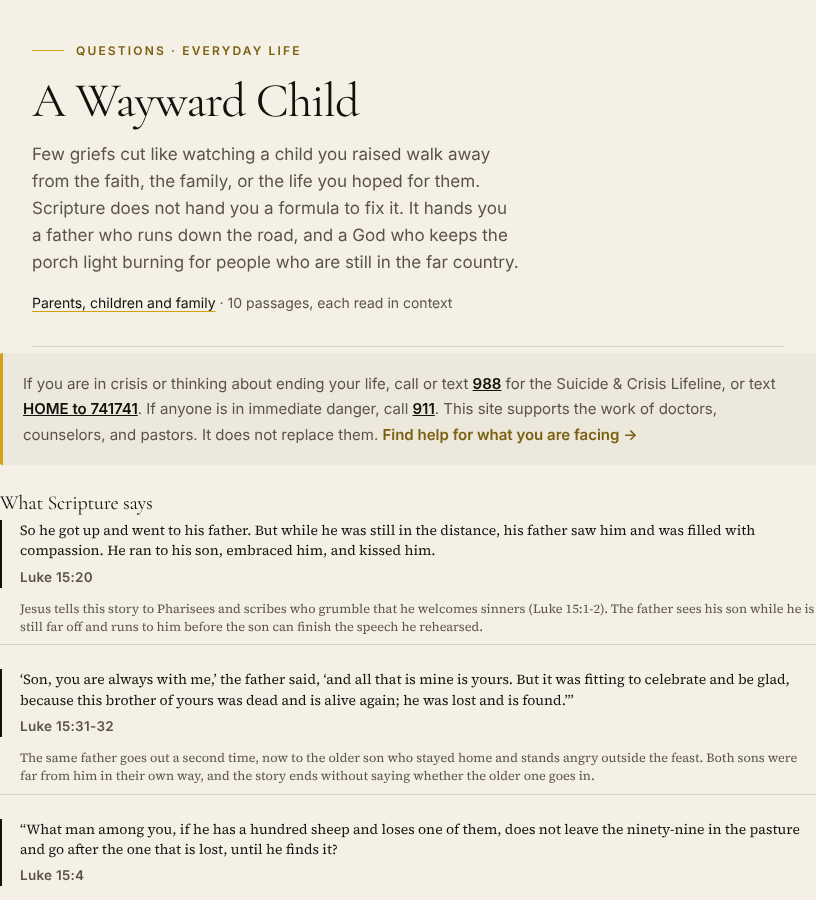 QUESTIONS · EVERYDAY LIFE
A Wayward Child
Few griefs cut like watching a child you raised walk away
from the faith, the family, or the life you hoped for them.
Scripture does not hand you a formula to fix it. It hands you
a father who runs down the road, and a God who keeps the
porch light burning for people who are still in the far country.
Parents, children and family · 10 passages, each read in context
If you are in crisis or thinking about ending your life, call or text 988 for the Suicide & Crisis Lifeline, or text
HOME to 741741. If anyone is in immediate danger, call 911. This site supports the work of doctors,
counselors, and pastors. It does not replace them. Find help for what you are facing →
What Scripture says
So he got up and went to his father. But while he was still in the distance, his father saw him and was filled with
compassion. He ran to his son, embraced him, and kissed him.
Luke 15:20
Jesus tells this story to Pharisees and scribes who grumble that he welcomes sinners (Luke 15:1-2). The father sees his son while he is
still far off and runs to him before the son can finish the speech he rehearsed.
‘Son, you are always with me,’ the father said, ‘and all that is mine is yours. But it was fitting to celebrate and be glad,
because this brother of yours was dead and is alive again; he was lost and is found.’”
Luke 15:31-32
The same father goes out a second time, now to the older son who stayed home and stands angry outside the feast. Both sons were
far from him in their own way, and the story ends without saying whether the older one goes in.
“What man among you, if he has a hundred sheep and loses one of them, does not leave the ninety-nine in the pasture
and go after the one that is lost, until he finds it?
Luke 15:4